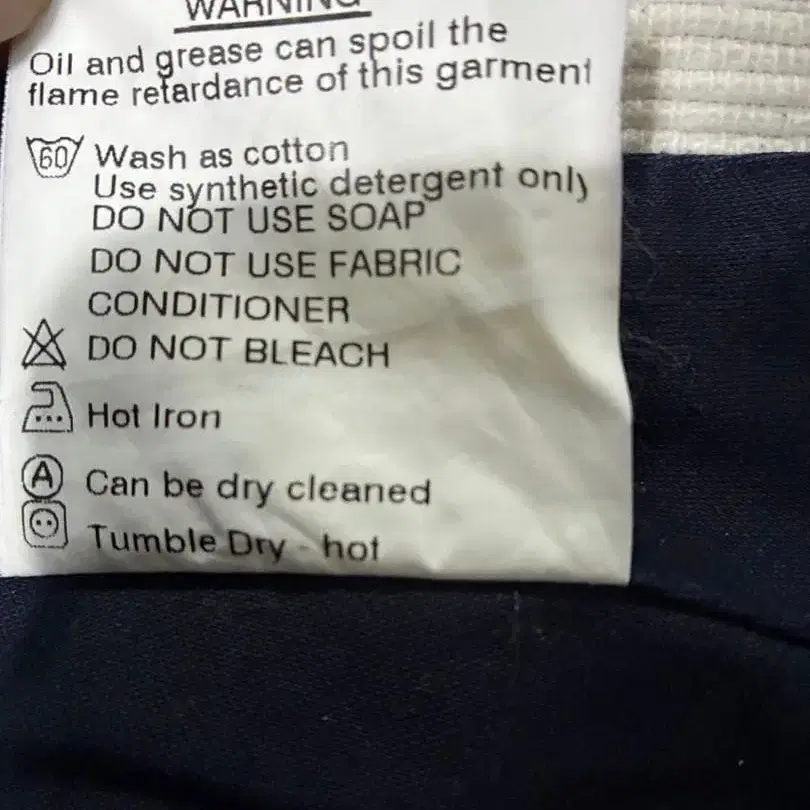 WARNING
Oil and grease can spoil the
flame retardance of this garment
60 Wash as cotton
Use synthetic detergent only
DO NOT USE SOAP
DO NOT USE FABRIC
CONDITIONER
DO NOT BLEACH
Hot Iron
A Can be dry cleaned
Tumble Dry - hot